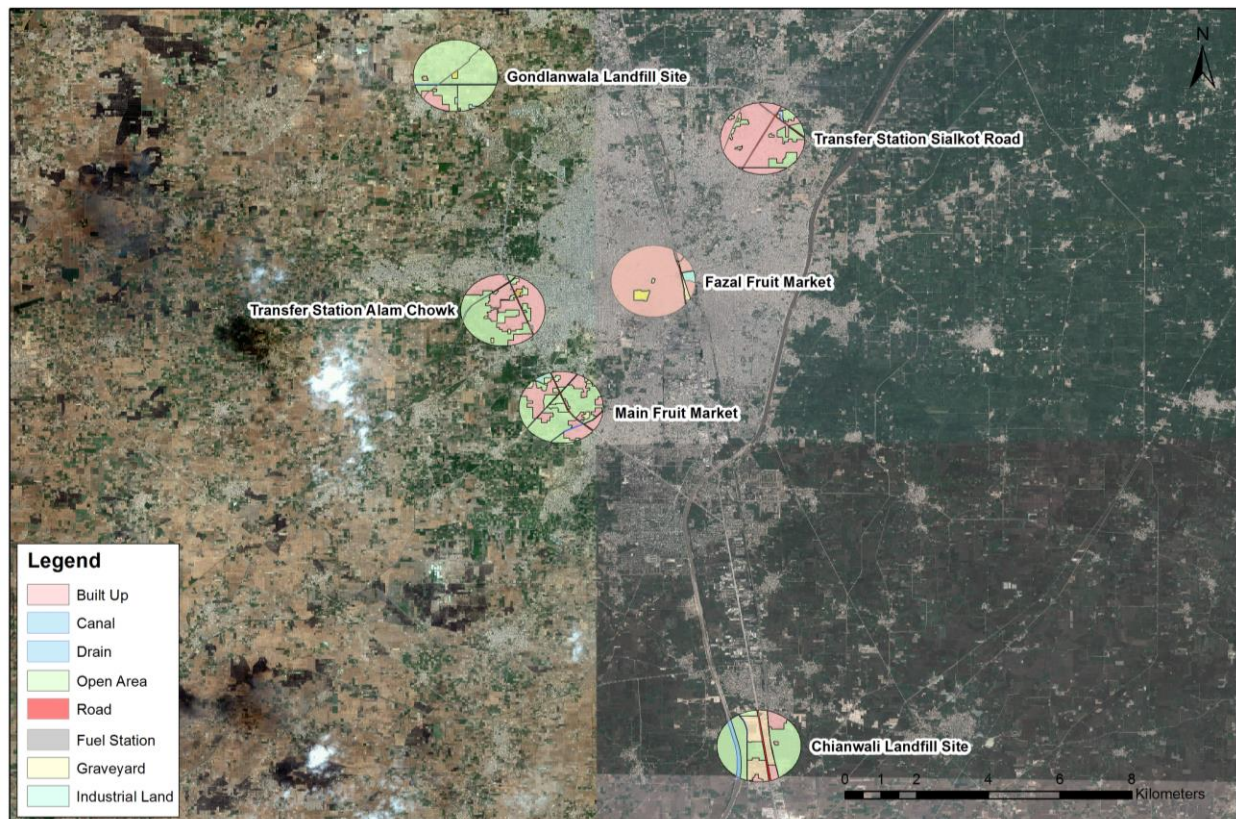 N
Gondlanwala Landfill Site
Transfer Station Sialkot Road
Fazal Fruit Market
Transfer Station Alam Chowk
Main Fruit Market
Chianwali Landfill Site
Legend
Built Up
Canal
Drain
Open Area
Road
Fuel Station
Graveyard
Industrial Land
0 2 4 6 8
Kilometers